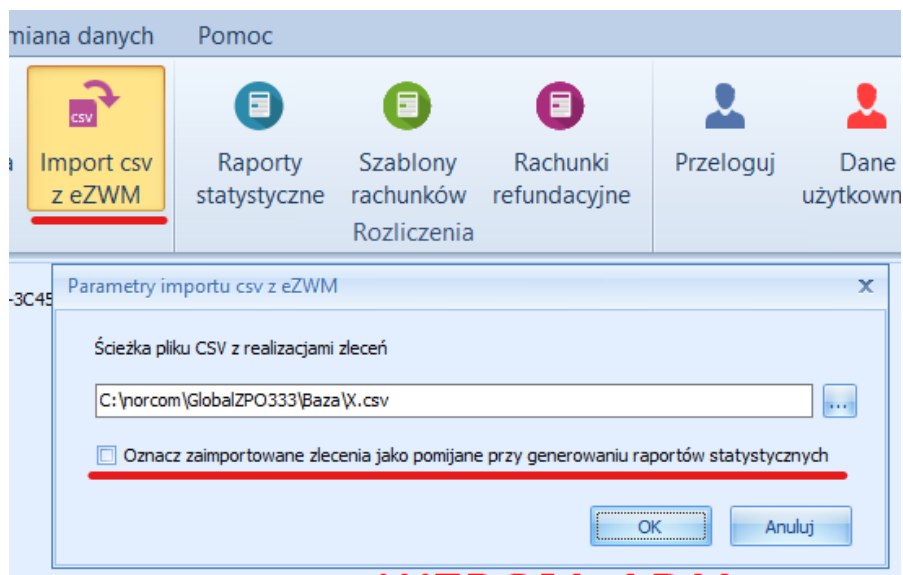 miana danych Pomoc
csv
Import csv
z eZWM
Raporty
statystyczne
Szablony
rachunków
Rachunki
refundacyjne
Rozliczenia
Przeloguj
Dane
użytkown
-3C45
Parametry importu csv z eZWM
Ścieżka pliku CSV z realizacjami zleceń
C:\norcom\GlobalZPO333\Baza\X.csv
...
Oznacz zaimportowane zlecenia jako pomijane przy generowaniu raportów statystycznych
OK Anuluj